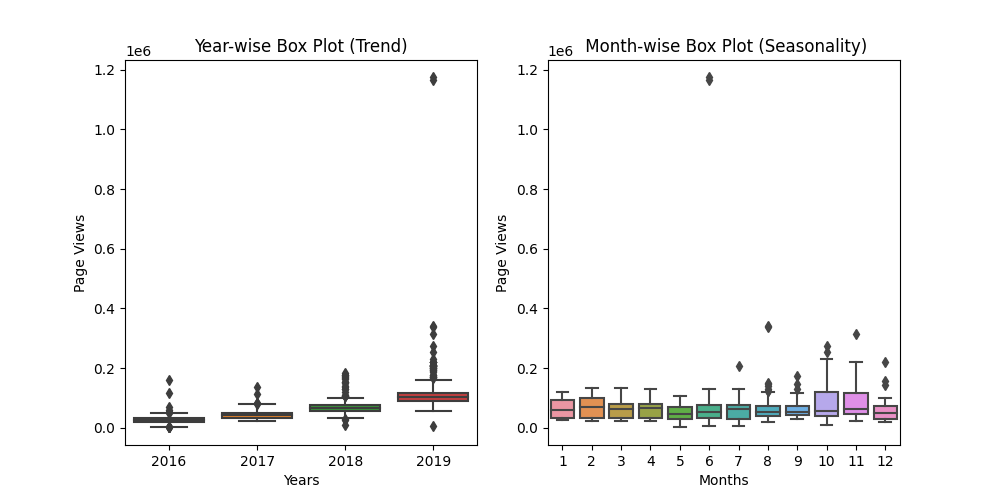 Year-wise Box Plot (Trend)
1e6
1.2
1.0
0.8
0.6
0.4
0.2
0.0
Page Views
2016 2017 2018 2019
Years
Month-wise Box Plot (Seasonality)
1e6
1.2
1.0
0.8
0.6
0.4
0.2
0.0
Page Views
1 2 3 4 5 6 7 8 9 10 11 12
Months